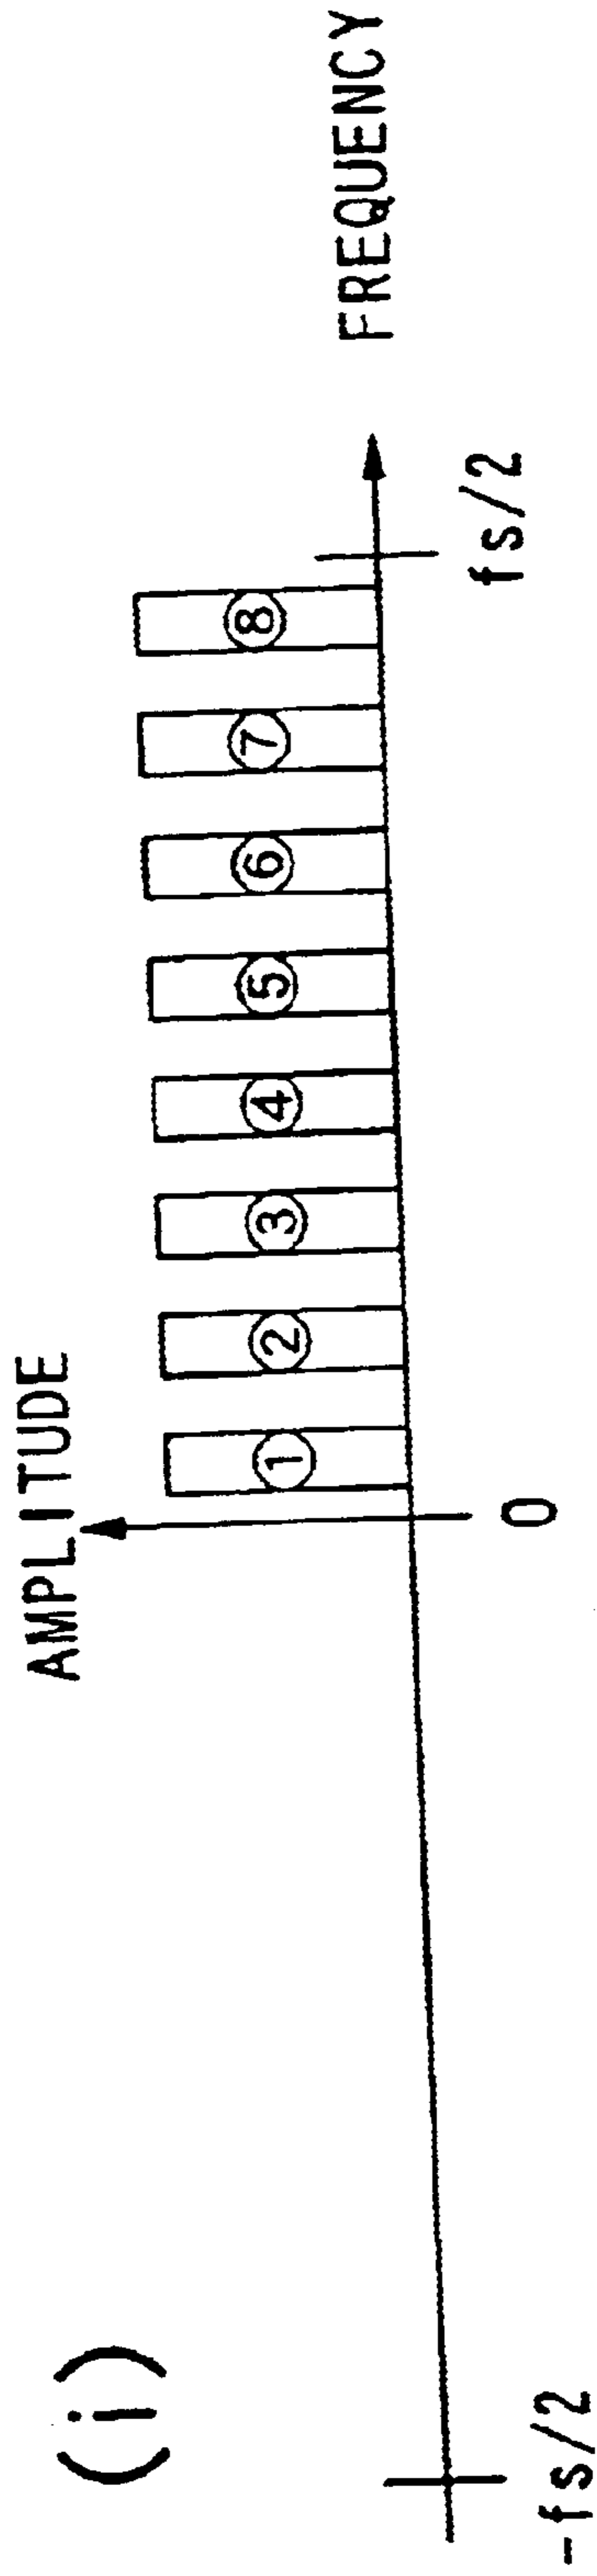 (i)
AMPLITUDE
① ② ③ ④ ⑤ ⑥ ⑦ ⑧
FREQUENCY
-fs/2
0
fs/2